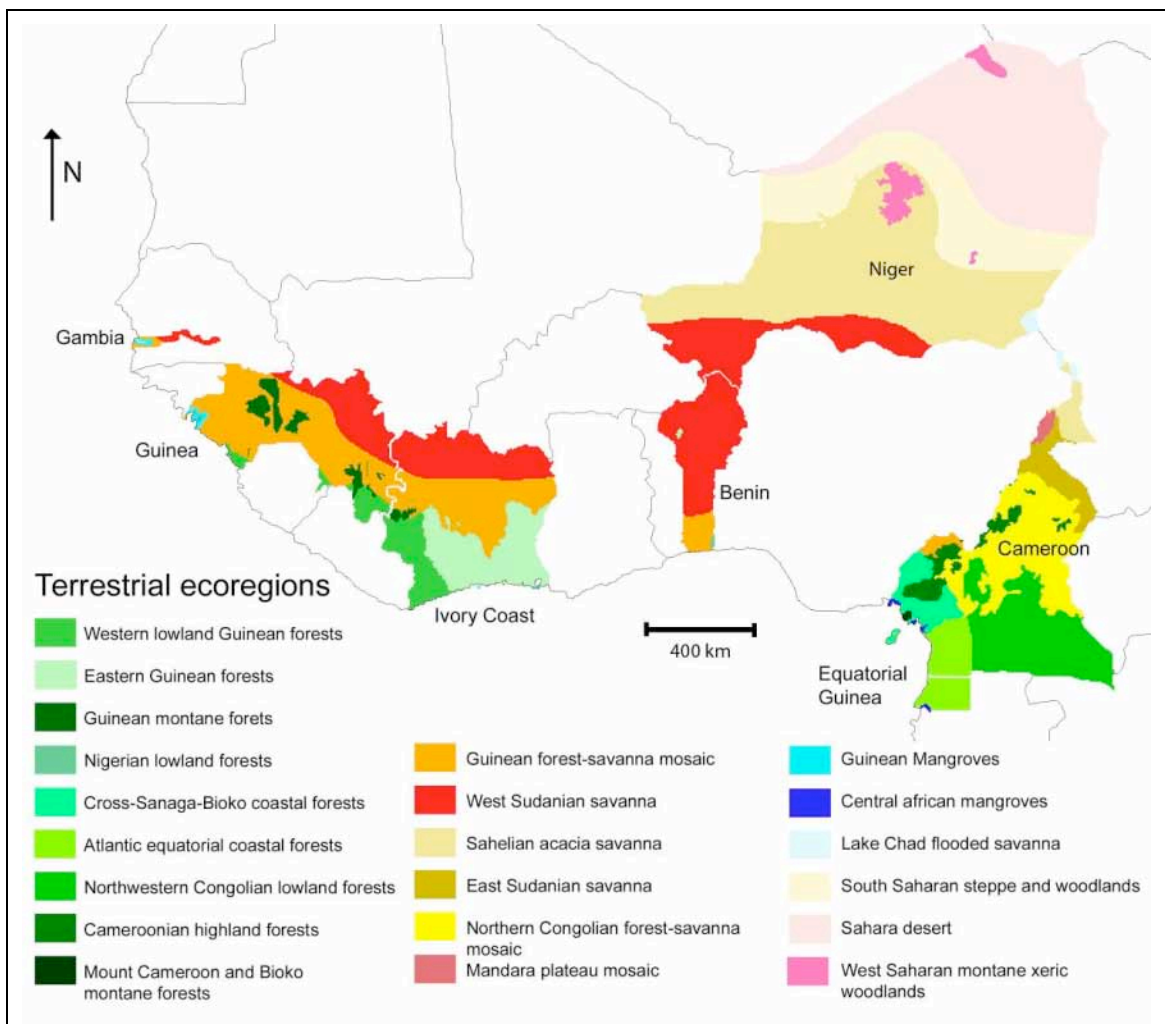 N
Niger
Gambia
Guinea
Benin
Cameroon
Terrestrial ecoregions
Ivory Coast
400 km
Equatorial
Guinea
Western lowland Guinean forests
Eastern Guinean forests
Guinean montane forets
Nigerian lowland forests
Cross-Sanaga-Bioko coastal forests
Atlantic equatorial coastal forests
Northwestern Congolian lowland forests
Cameroonian highland forests
Mount Cameroon and Bioko
montane forests
Guinean forest-savanna mosaic
West Sudanian savanna
Sahelian acacia savanna
East Sudanian savanna
Northern Congolian forest-savanna
mosaic
Mandara plateau mosaic
Guinean Mangroves
Central african mangroves
Lake Chad flooded savanna
South Saharan steppe and woodlands
Sahara desert
West Saharan montane xeric
woodlands